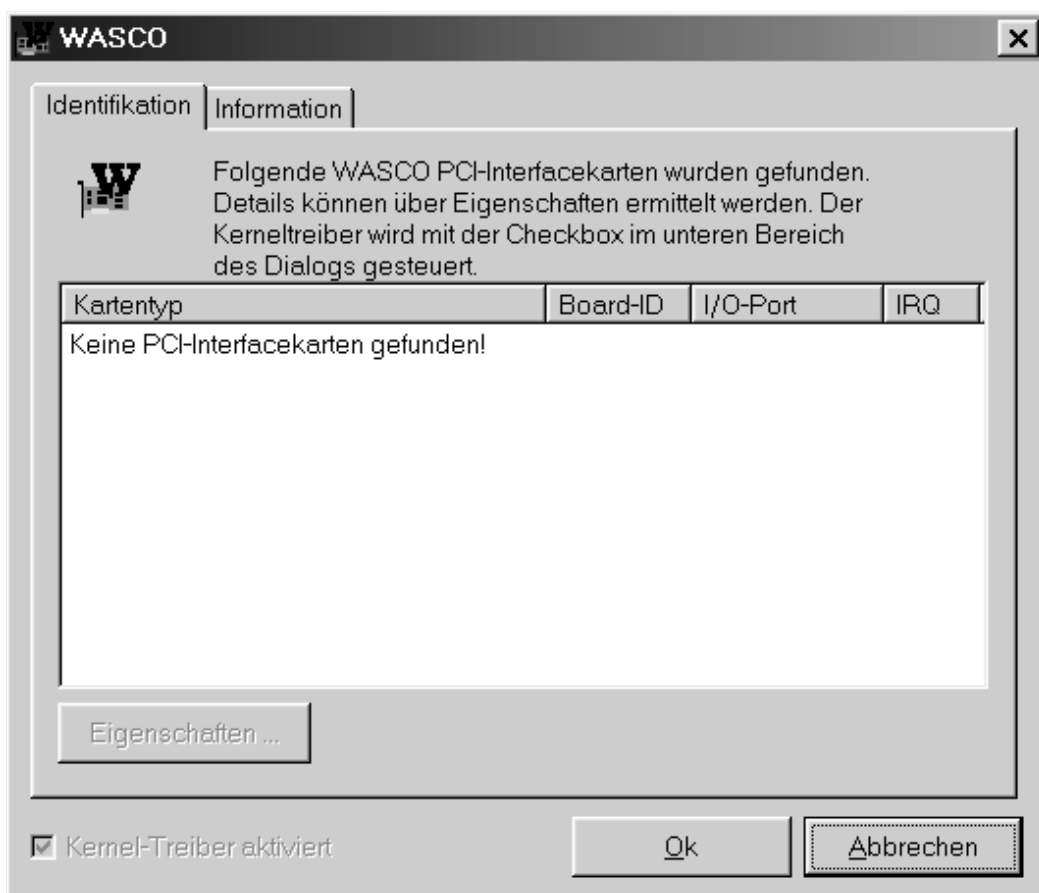 WASCO
Identifikation
Information
W
Folgende WASCO PCI-Interfacekarten wurden gefunden.
Details können über Eigenschaften ermittelt werden. Der
Kerneltreiber wird mit der Checkbox im unteren Bereich
des Dialogs gesteuert.
Kartentyp Board-ID I/O-Port IRQ
Keine PCI-Interfacekarten gefunden!
Eigenschaften ...
Kernel-Treiber aktiviert
Ok
Abbrechen